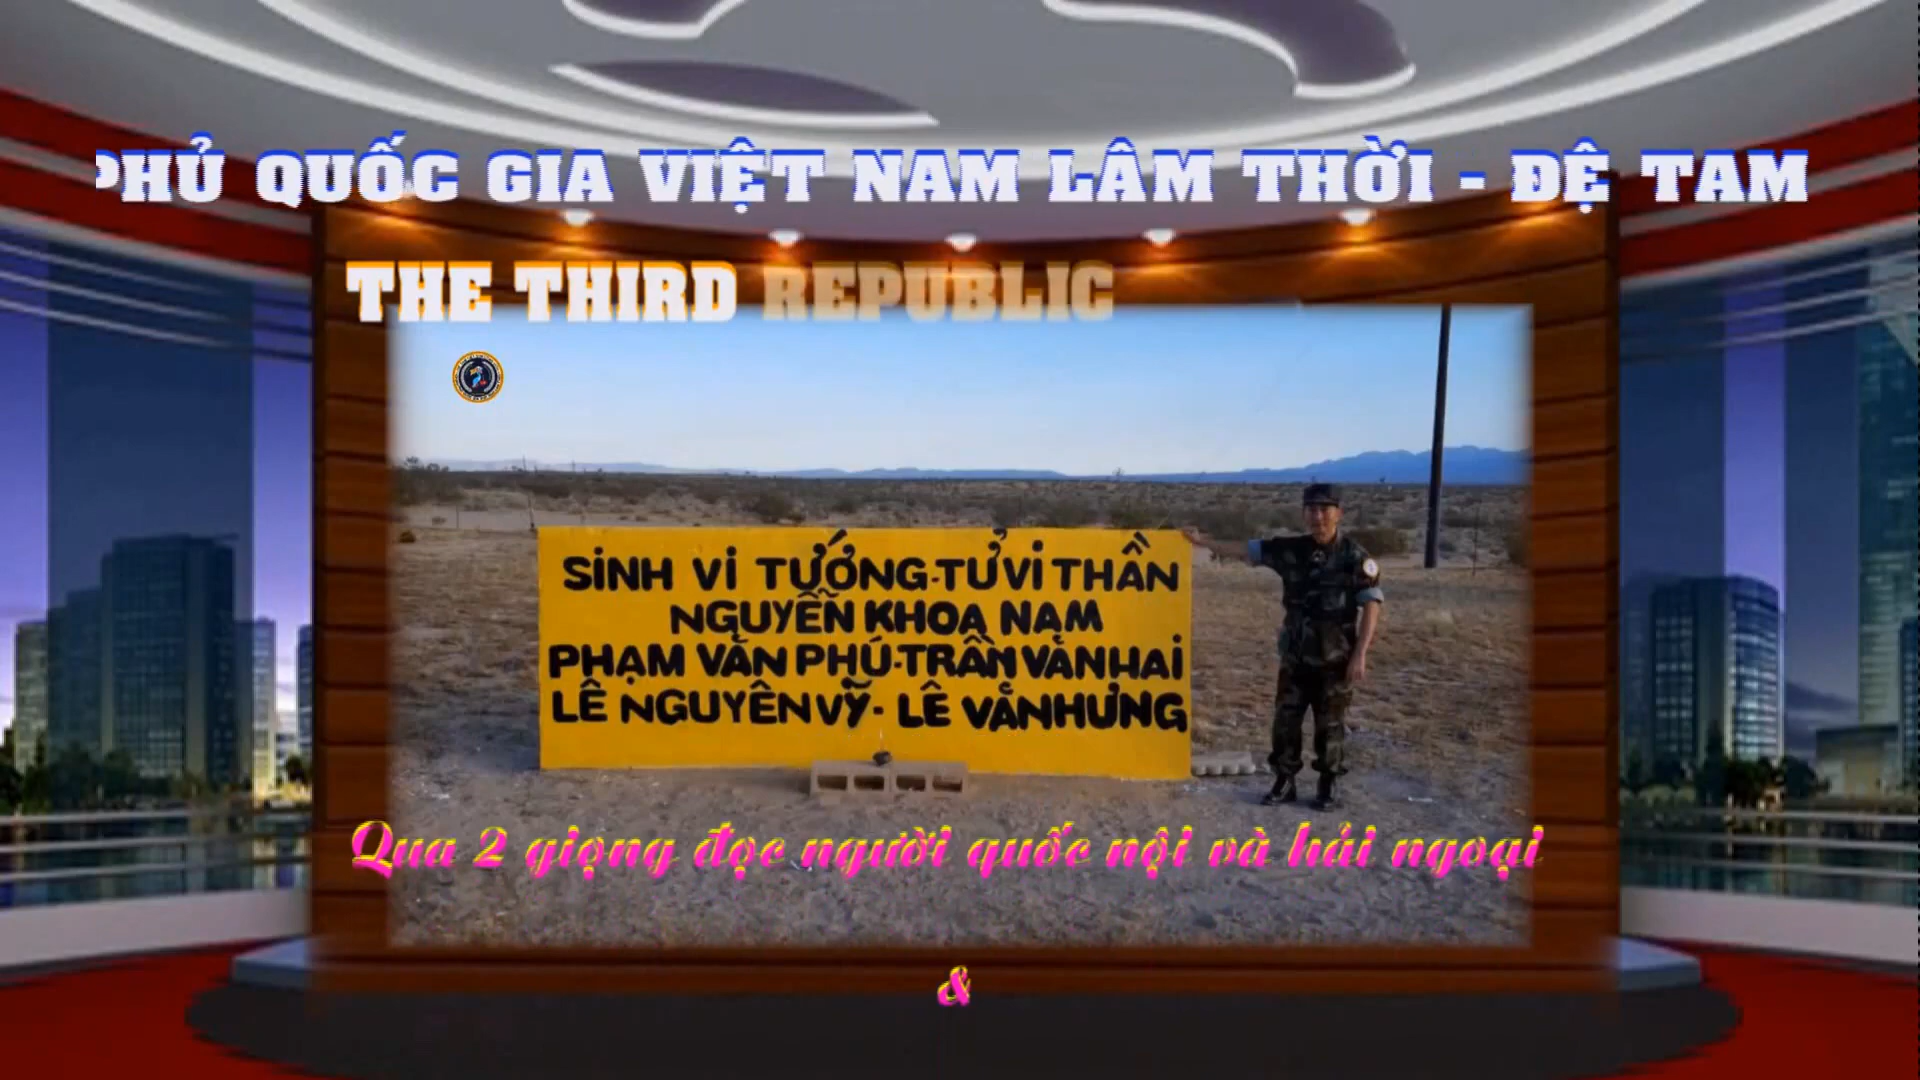 PHỦ QUỐC GIA VIỆT NAM LÂM THỜI - ĐỆ TAM
THE THIRD REPUBLIC
SINH VI TƯỚNG-TỬ VI THẦN
NGUYỄN KHOA NAM
PHẠM VĂN PHÚ-TRẦN VĂN HAI
LÊ NGUYÊN VỸ - LÊ VĂN HƯNG
Qua 2 giọng đọc người quốc nội và hải ngoại
&